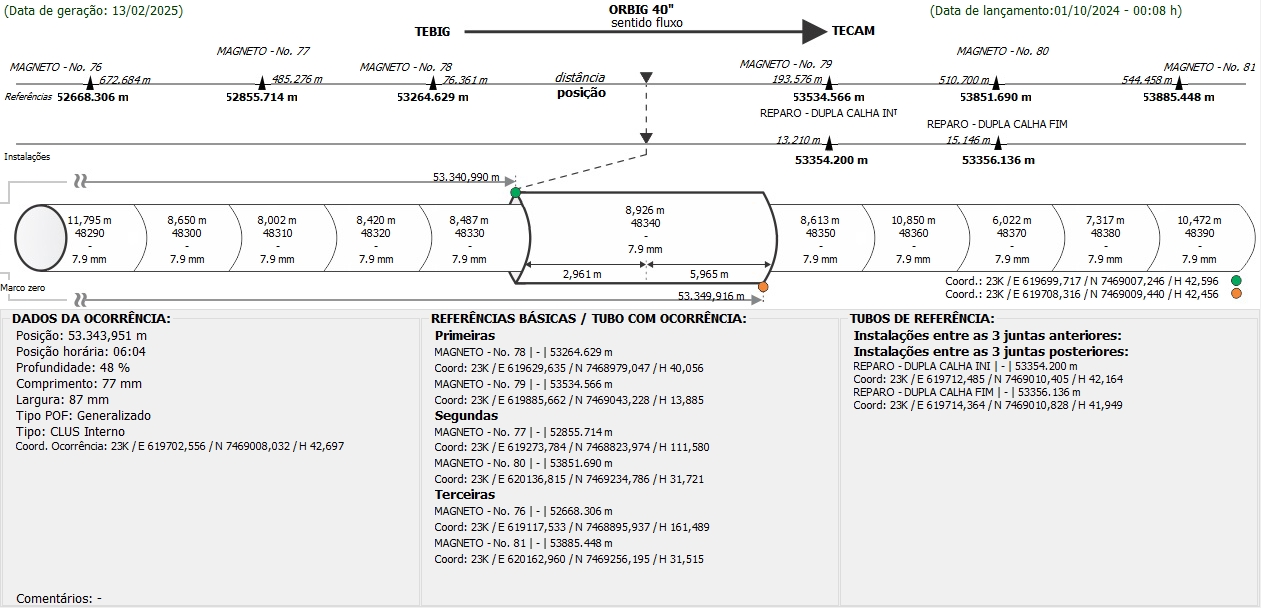 (Data de geração: 13/02/2025)
ORBIG 40"
sentido fluxo
(Data de lançamento:01/10/2024 - 00:08 h)
TEBIG
TECAM
MAGNETO - No. 76
MAGNETO - No. 77
MAGNETO - No. 78
MAGNETO - No. 79
MAGNETO - No. 80
MAGNETO - No. 81
672.684 m
485.276 m
76.361 m
distância
193.576 m
510.700 m
544.458 m
Referências
52668.306 m
52855.714 m
53264.629 m
posição
53534.566 m
53851.690 m
53885.448 m
REPARO - DUPLA CALHA INI
REPARO - DUPLA CALHA FIM
13,210 m
15,146 m
Instalações
53354.200 m
53356.136 m
53.340,990 m
11,795 m
48290
-
7.9 mm
8,650 m
48300
-
7.9 mm
8,002 m
48310
-
7.9 mm
8,420 m
48320
-
7.9 mm
8,487 m
48330
-
7.9 mm
8,926 m
48340
-
7.9 mm
2,961 m
5,965 m
8,613 m
48350
-
7.9 mm
10,850 m
48360
-
7.9 mm
6,022 m
48370
-
7.9 mm
7,317 m
48380
-
7.9 mm
10,472 m
48390
-
7.9 mm
Marco zero
53.349,916 m
Coord.: 23K / E 619699,717 / N 7469007,246 / H 42,596
Coord.: 23K / E 619708,316 / N 7469009,440 / H 42,456
DADOS DA OCORRÊNCIA:
Posição: 53.343,951 m
Posição horária: 06:04
Profundidade: 48 %
Comprimento: 77 mm
Largura: 87 mm
Tipo POF: Generalizado
Tipo: CLUS Interno
Coord. Ocorrência: 23K / E 619702,556 / N 7469008,032 / H 42,697
Comentários: -
REFERÊNCIAS BÁSICAS / TUBO COM OCORRÊNCIA:
Primeiras
MAGNETO - No. 78 | - | 53264.629 m
Coord: 23K / E 619629,635 / N 7468979,047 / H 40,056
MAGNETO - No. 79 | - | 53534.566 m
Coord: 23K / E 619885,662 / N 7469043,228 / H 13,885
Segundas
MAGNETO - No. 77 | - | 52855.714 m
Coord: 23K / E 619273,784 / N 7468823,974 / H 111,580
MAGNETO - No. 80 | - | 53851.690 m
Coord: 23K / E 620136,815 / N 7469234,786 / H 31,721
Terceiras
MAGNETO - No. 76 | - | 52668.306 m
Coord: 23K / E 619117,533 / N 7468895,937 / H 161,489
MAGNETO - No. 81 | - | 53885.448 m
Coord: 23K / E 620162,960 / N 7469256,195 / H 31,515
TUBOS DE REFERÊNCIA:
Instalações entre as 3 juntas anteriores:
Instalações entre as 3 juntas posteriores:
REPARO - DUPLA CALHA INI | - | 53354.200 m
Coord: 23K / E 619712,485 / N 7469010,405 / H 42,164
REPARO - DUPLA CALHA FIM | - | 53356.136 m
Coord: 23K / E 619714,364 / N 7469010,828 / H 41,949